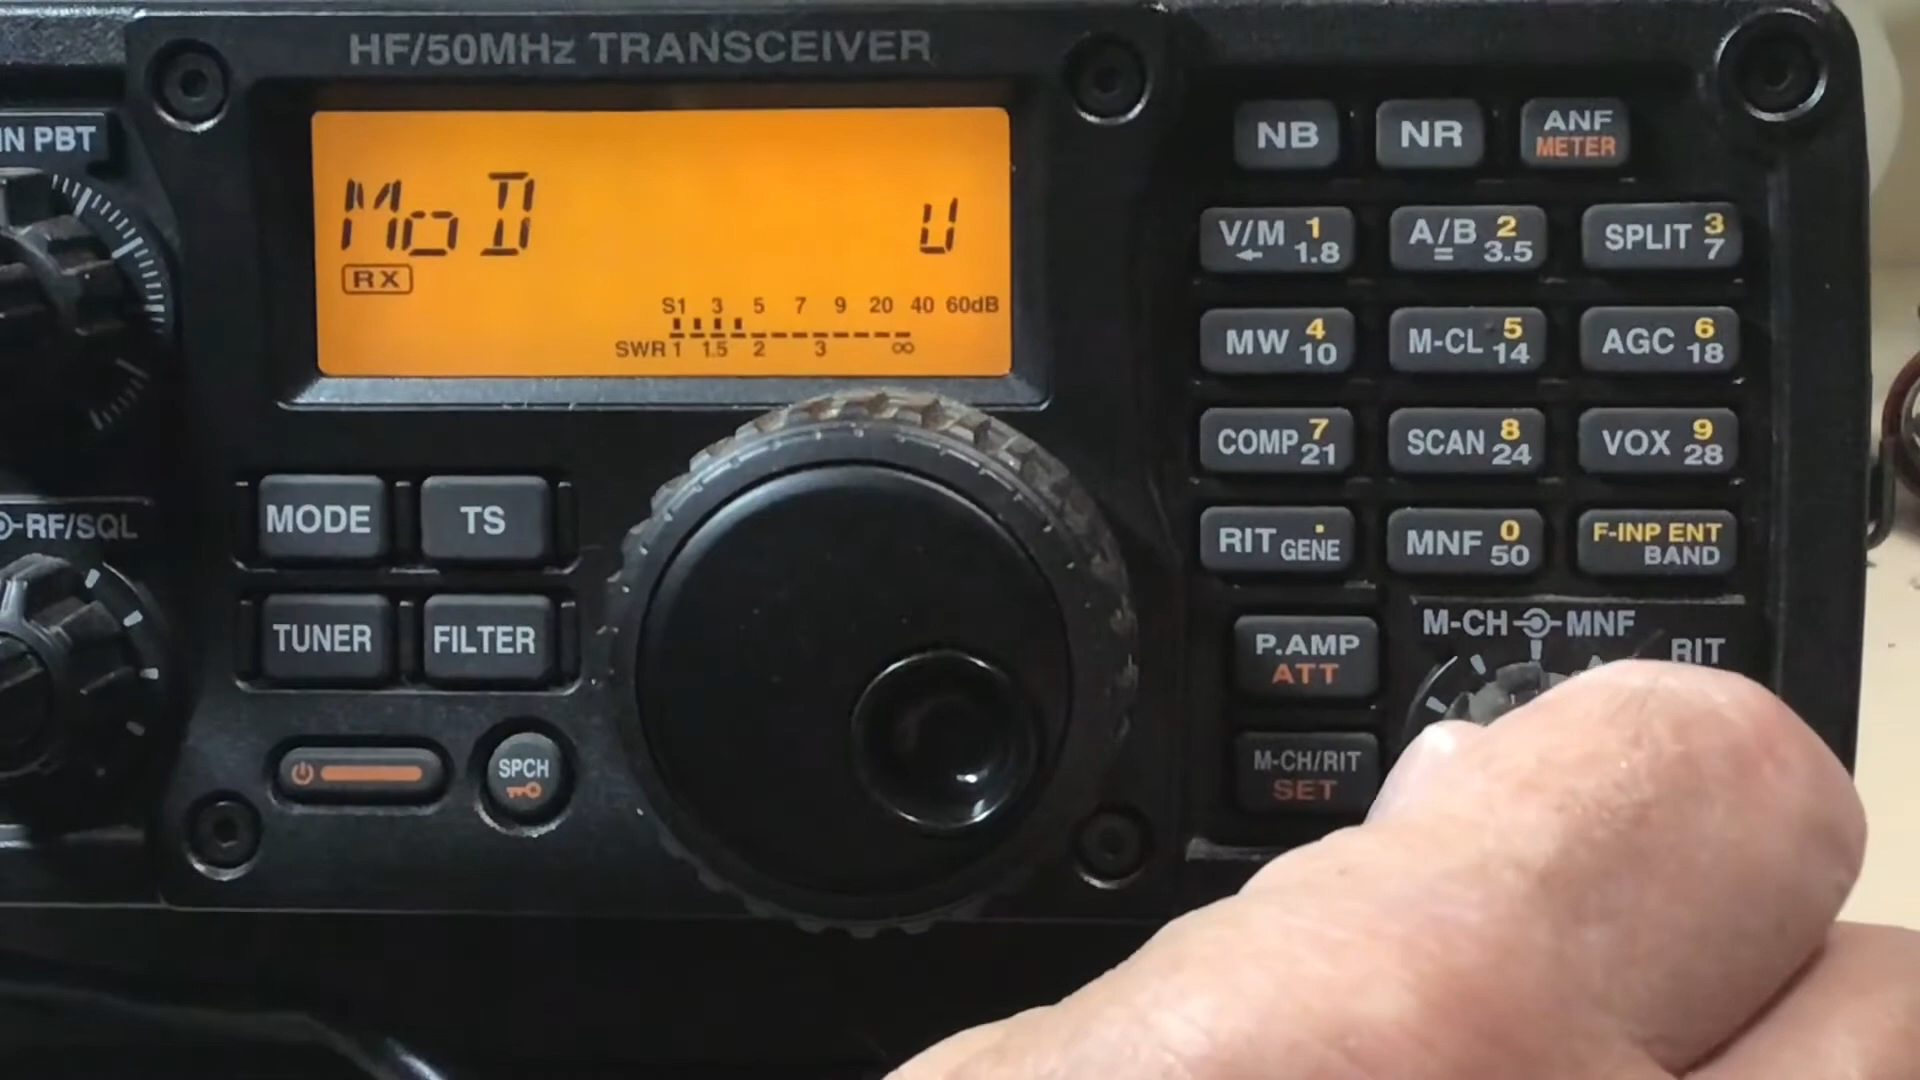 HF/50MHz TRANSCEIVER
IN PBT
MoD U
RX
S1 3 5 7 9 20 40 60dB
SWR 1 1.5 2 3 ∞
NB NR ANF
METER
V/M 1 A/B 2 SPLIT 3
← 1.8 = 3.5 7
MW 4 M-CL 5 AGC 6
10 14 18
COMP 7 SCAN 8 VOX 9
21 24 28
RIT . MNF 0 F-INP ENT
GENE 50 BAND
-RF/SQL
MODE TS
TUNER FILTER
SPCH
P.AMP
ATT
M-CH MNF
RIT
M-CH/RIT
SET